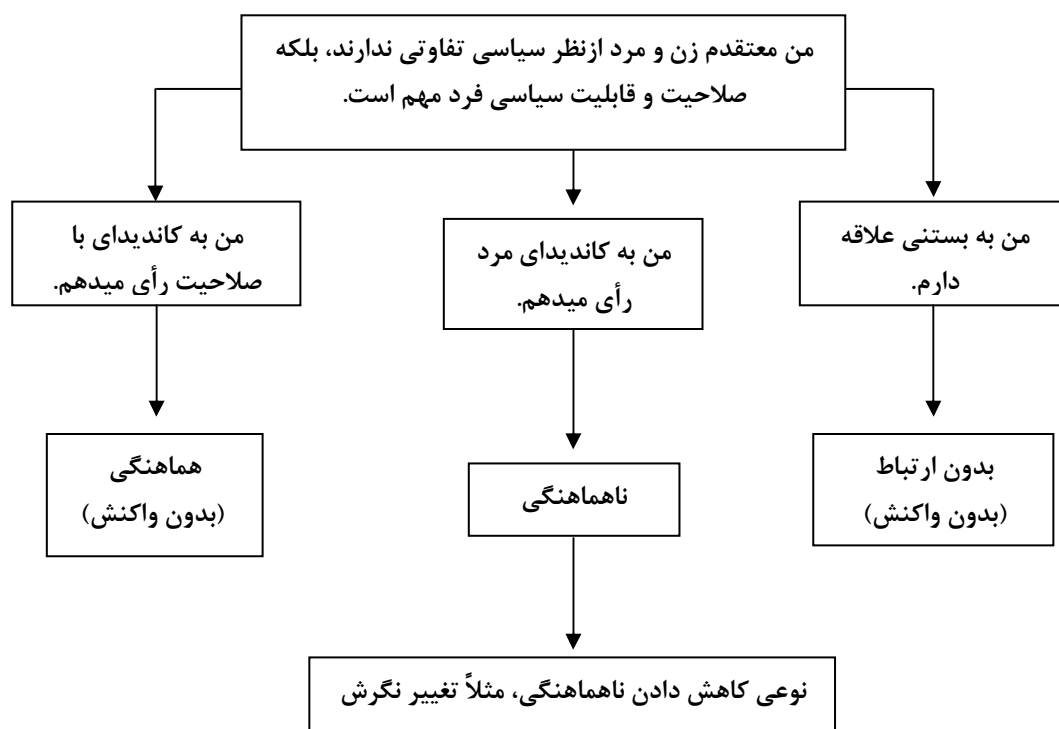 من معتقدم زن و مرد ازنظر سیاسی تفاوتی ندارند، بلکه
صلاحیت و قابلیت سیاسی فرد مهم است.
من به بستنی علاقه
دارم.
من به کاندیدای مرد
رأی میدهم.
من به کاندیدای با
صلاحیت رأی میدهم.
بدون ارتباط
(بدون واکنش)
ناهماهنگی
هماهنگی
(بدون واکنش)
نوعی کاهش دادن ناهماهنگی، مثلاً تغییر نگرش